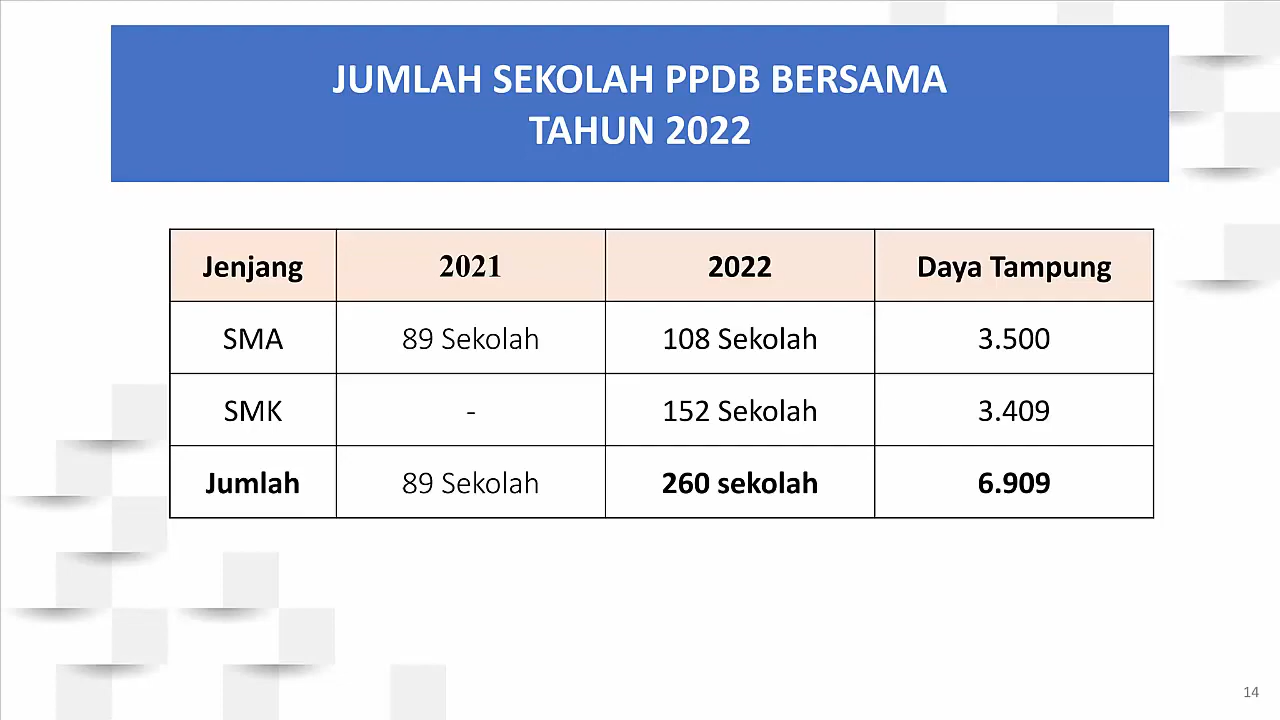 JUMLAH SEKOLAH PPDB BERSAMA
TAHUN 2022
Jenjang 2021 2022 Daya Tampung
SMA 89 Sekolah 108 Sekolah 3.500
SMK - 152 Sekolah 3.409
Jumlah 89 Sekolah 260 sekolah 6.909
14